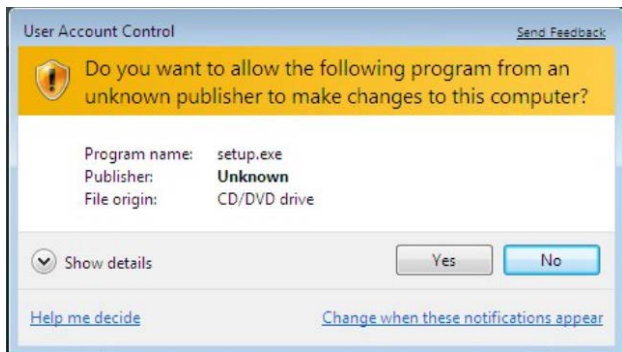 User Account Control
Send Feedback
Do you want to allow the following program from an
unknown publisher to make changes to this computer?
Program name: setup.exe
Publisher: Unknown
File origin: CD/DVD drive
Show details
Yes
No
Help me decide
Change when these notifications appear